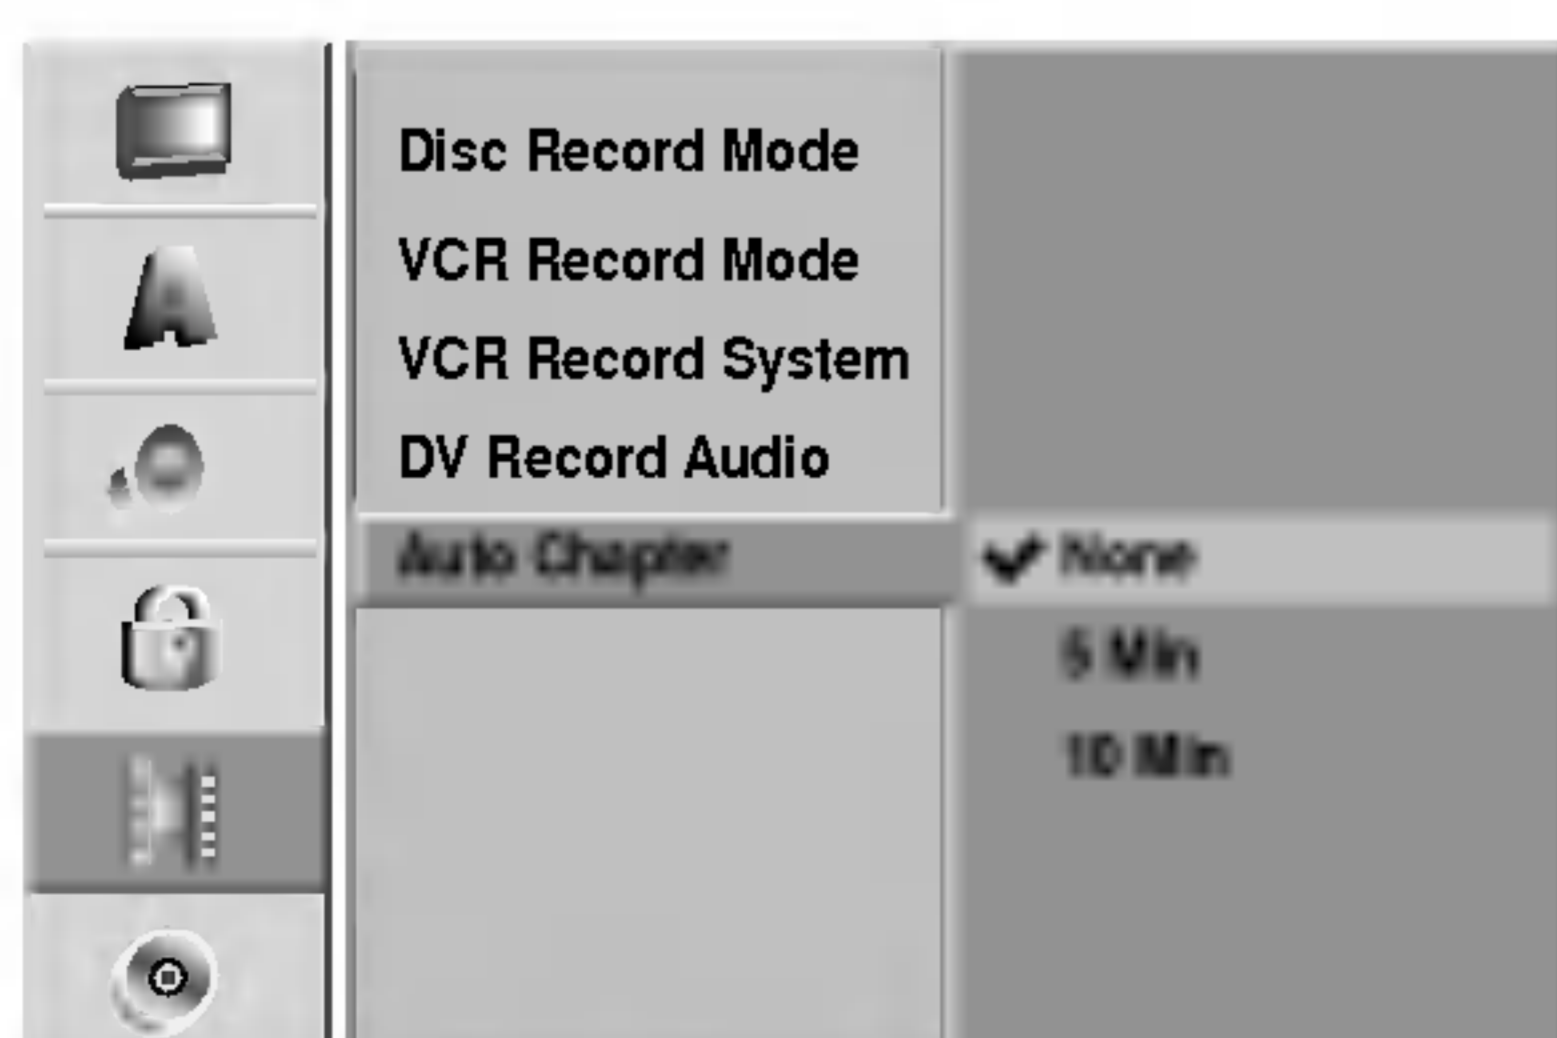 Disc Record Mode
VCR Record Mode
VCR Record System
DV Record Audio
Auto Chapter
✔ None
5 Min
10 Min